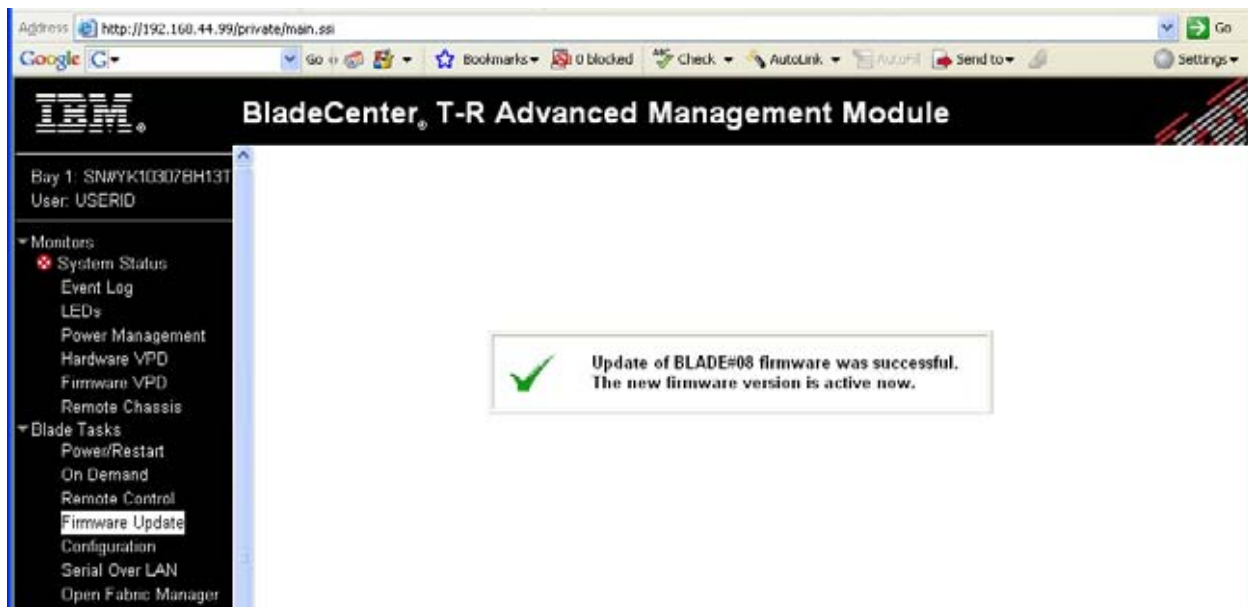 Address http://192.168.44.99/private/main.ssi Go
Google G Go Bookmarks 0 blocked ABC Check AutoLink AutoFill Send to Settings
IBM® BladeCenter® T-R Advanced Management Module
Bay 1: SN#YK10307BH13T
User: USERID
Monitors
System Status
Event Log
LEDs
Power Management
Hardware VPD
Firmware VPD
Remote Chassis
Blade Tasks
Power/Restart
On Demand
Remote Control
Firmware Update
Configuration
Serial Over LAN
Open Fabric Manager
Update of BLADE#08 firmware was successful.
The new firmware version is active now.